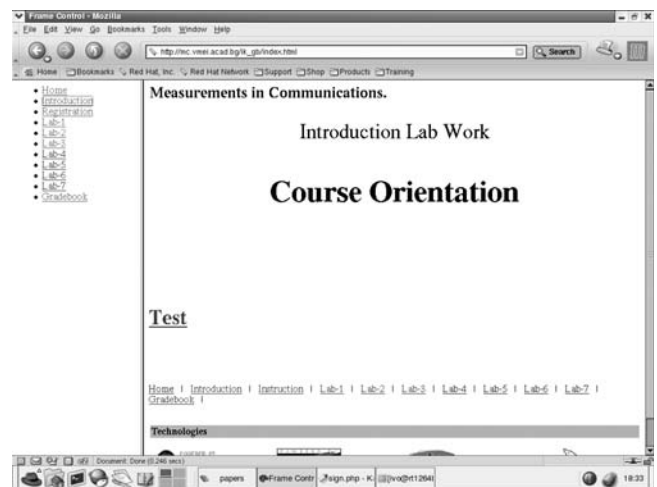 Frame Control - Mozilla
File Edit View Go Bookmarks Tools Window Help
http://mc.vmei.acad.bg/ik_gb/index.html Search
Home Bookmarks Red Hat, Inc. Red Hat Network Support Shop Products Training
Home
Introduction
Registration
Lab-1
Lab-2
Lab-3
Lab-4
Lab-5
Lab-6
Lab-7
Gradebook
Measurements in Communications.
Introduction Lab Work
Course Orientation
Test
Home | Introduction | Instruction | Lab-1 | Lab-2 | Lab-3 | Lab-4 | Lab-5 | Lab-6 | Lab-7 |
Gradebook |
Technologies
Document: Done (0.246 secs)
papers Frame Contr sign.php - K 18:33